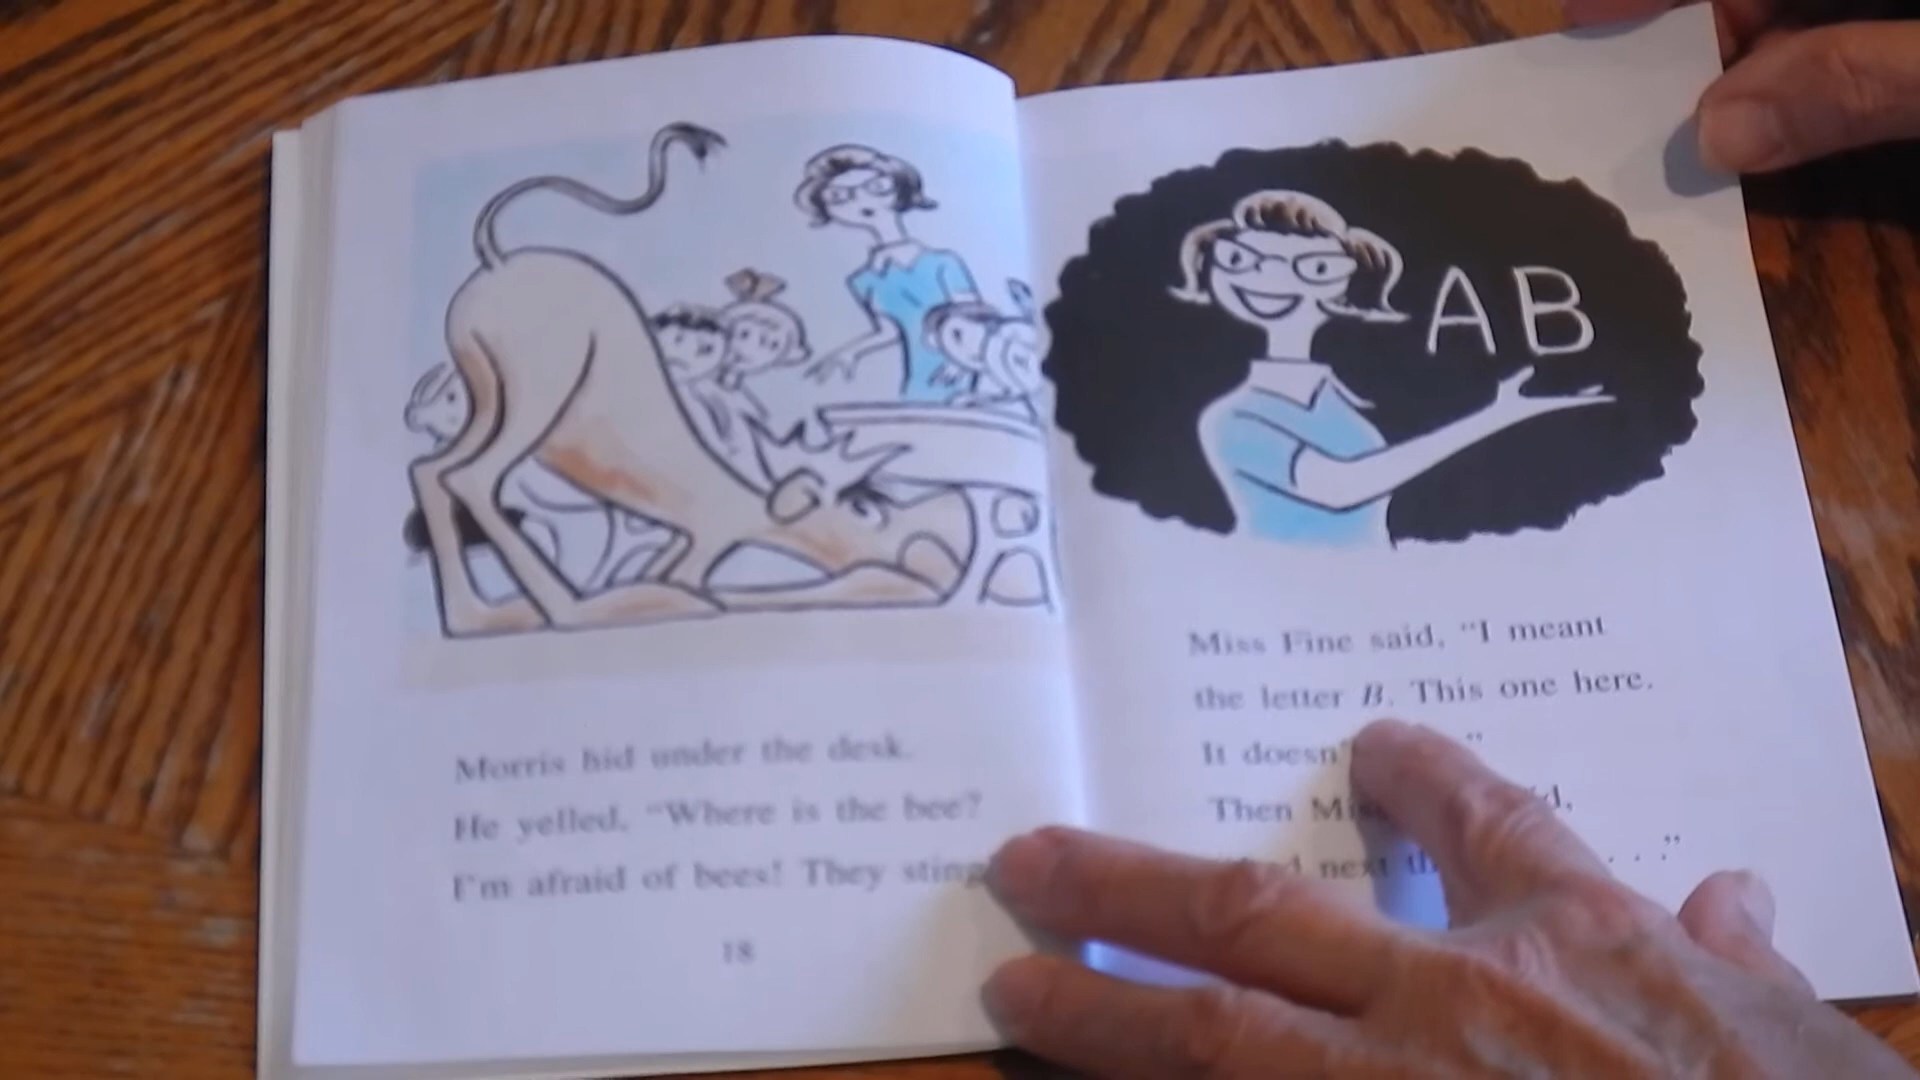 Morris hid under the desk.
He yelled, “Where is the bee?
I’m afraid of bees! They sting
18
A B
Miss Fine said, “I meant
the letter B. This one here.
It doesn’ ”
Then
next . . .”